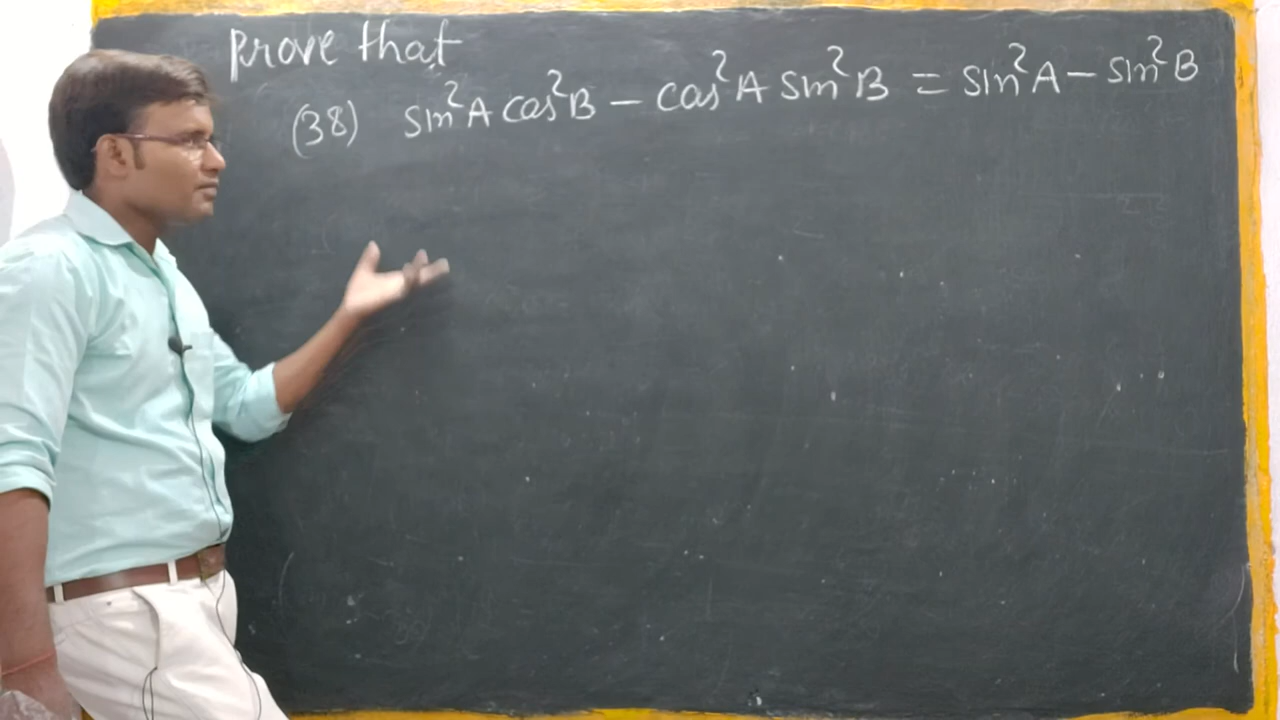 Prove that
(38) sin²A cos²B – cos²A sin²B = sin²A – sin²B